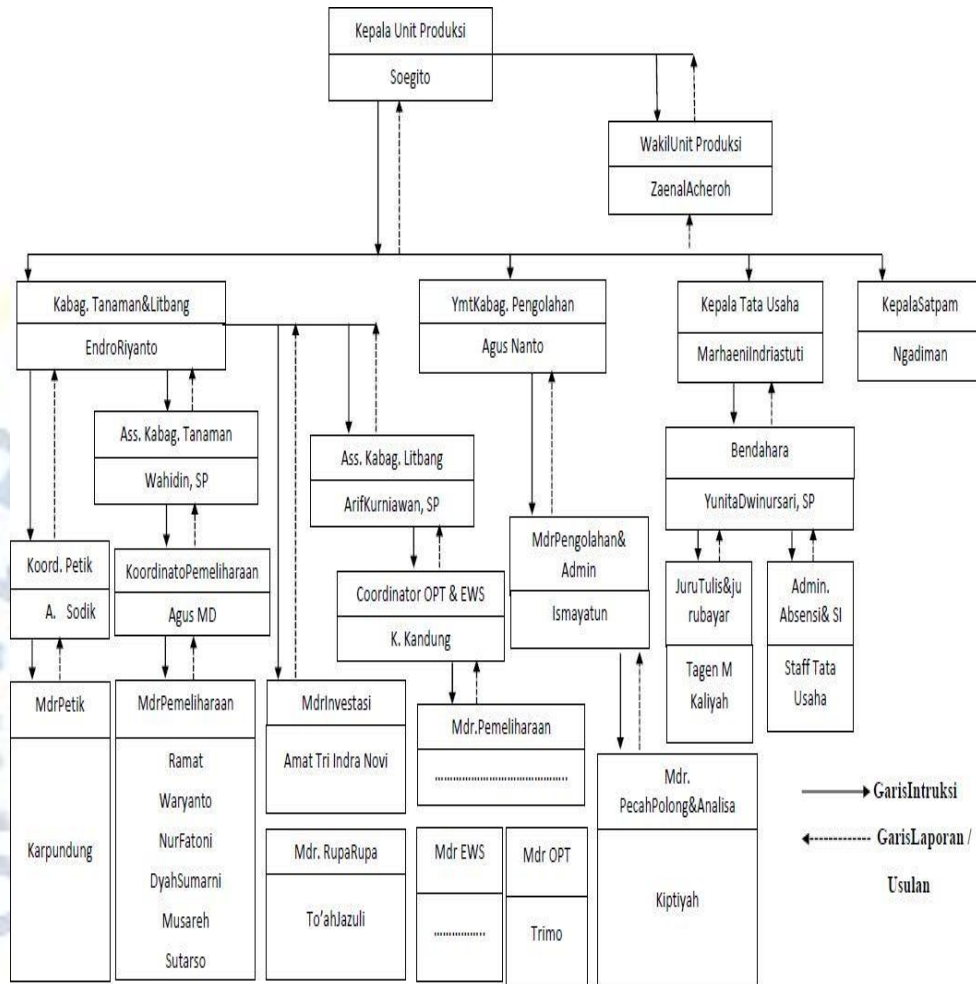 Kepala Unit Produksi
Soegito
WakilUnit Produksi
ZaenalAcheroh
Kabag. Tanaman&Litbang
EndroRiyanto
YmtKabag. Pengolahan
Agus Nanto
Kepala Tata Usaha
MarhaeniIndriastuti
KepalaSatpam
Ngadiman
Ass. Kabag. Tanaman
Wahidin, SP
Ass. Kabag. Litbang
ArifKurniawan, SP
Bendahara
YunitaDwinursari, SP
Koord. Petik
A. Sodik
KoordinatoPemeliharaan
Agus MD
Coordinator OPT & EWS
K. Kandung
MdrPengolahan&
Admin
Ismayatun
JuruTulis&ju
rubayar
Tagen M
Kaliyah
Admin.
Absensi& SI
Staff Tata
Usaha
MdrPetik
Karpundung
MdrPemeliharaan
Ramat
Waryanto
NurFatoni
DyahSumarni
Musareh
Sutarso
MdrInvestasi
Amat Tri Indra Novi
Mdr. RupaRupa
To'ahJazuli
Mdr.Pemeliharaan
............................................
Mdr EWS
.................
Mdr OPT
Trimo
Mdr.
PecahPolong&Analisa
Kiptiyah
GarisIntruksi
GarisLaporan /
Usulan